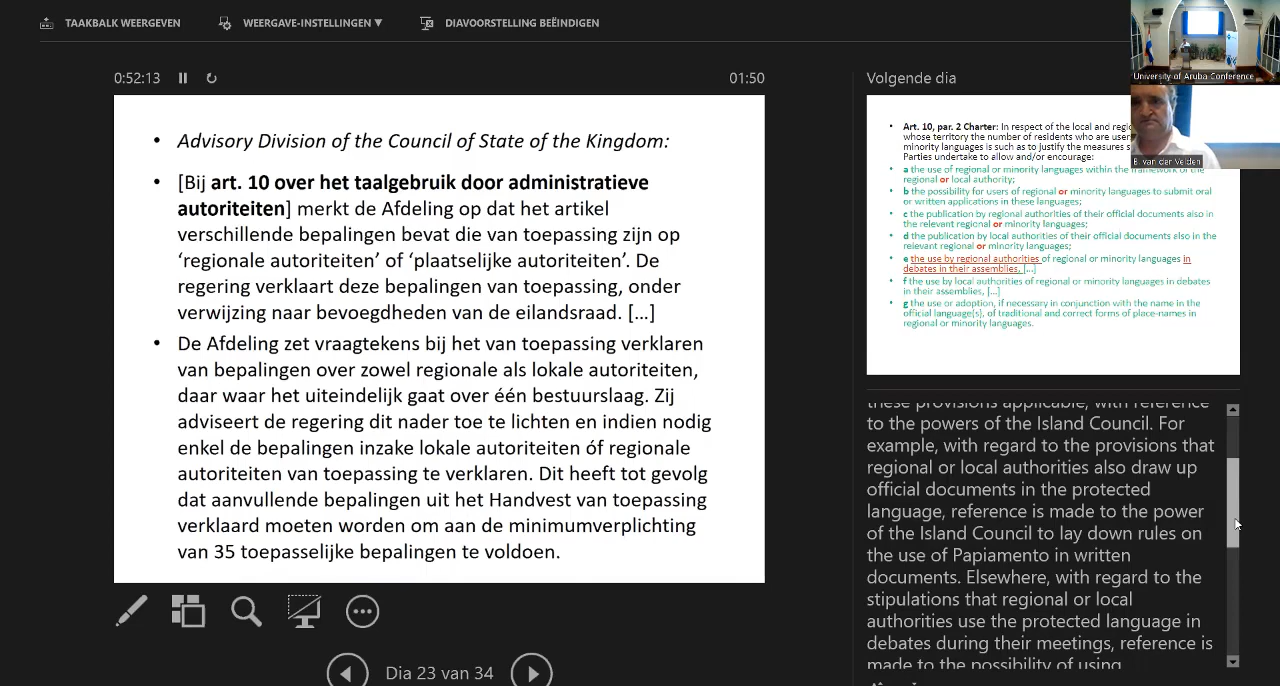 TAAKBALK WEERGEVEN
WEERGAVE-INSTELLINGEN ▼
DIAVOORSTELLING BEËINDIGEN
0:52:13
01:50
• Advisory Division of the Council of State of the Kingdom:
• [Bij art. 10 over het taalgebruik door administratieve
autoriteiten] merkt de Afdeling op dat het artikel
verschillende bepalingen bevat die van toepassing zijn op
‘regionale autoriteiten’ of ‘plaatselijke autoriteiten’. De
regering verklaart deze bepalingen van toepassing, onder
verwijzing naar bevoegdheden van de eilandsraad. […]
• De Afdeling zet vraagtekens bij het van toepassing verklaren
van bepalingen over zowel regionale als lokale autoriteiten,
daar waar het uiteindelijk gaat over één bestuurslaag. Zij
adviseert de regering dit nader toe te lichten en indien nodig
enkel de bepalingen inzake lokale autoriteiten óf regionale
autoriteiten van toepassing te verklaren. Dit heeft tot gevolg
dat aanvullende bepalingen uit het Handvest van toepassing
verklaard moeten worden om aan de minimumverplichting
van 35 toepasselijke bepalingen te voldoen.
Dia 23 van 34
Volgende dia
• Art. 10, par. 2 Charter: In respect of the local and regio
whose territory the number of residents who are user
minority languages is such as to justify the measures s
Parties undertake to allow and/or encourage:
• a the use of regional or minority languages within the framework of the
regional or local authority;
• b the possibility for users of regional or minority languages to submit oral
or written applications in these languages;
• c the publication by regional authorities of their official documents also in
the relevant regional or minority languages;
• d the publication by local authorities of their official documents also in the
relevant regional or minority languages;
• e the use by regional authorities of regional or minority languages in
debates in their assemblies, […]
• f the use by local authorities of regional or minority languages in debates
in their assemblies, […]
• g the use or adoption, if necessary in conjunction with the name in the
official language(s), of traditional and correct forms of place-names in
regional or minority languages.
these provisions applicable, with reference
to the powers of the Island Council. For
example, with regard to the provisions that
regional or local authorities also draw up
official documents in the protected
language, reference is made to the power
of the Island Council to lay down rules on
the use of Papiamento in written
documents. Elsewhere, with regard to the
stipulations that regional or local
authorities use the protected language in
debates during their meetings, reference is
made to the possibility of using
University of Aruba Conference
B. van der Velden